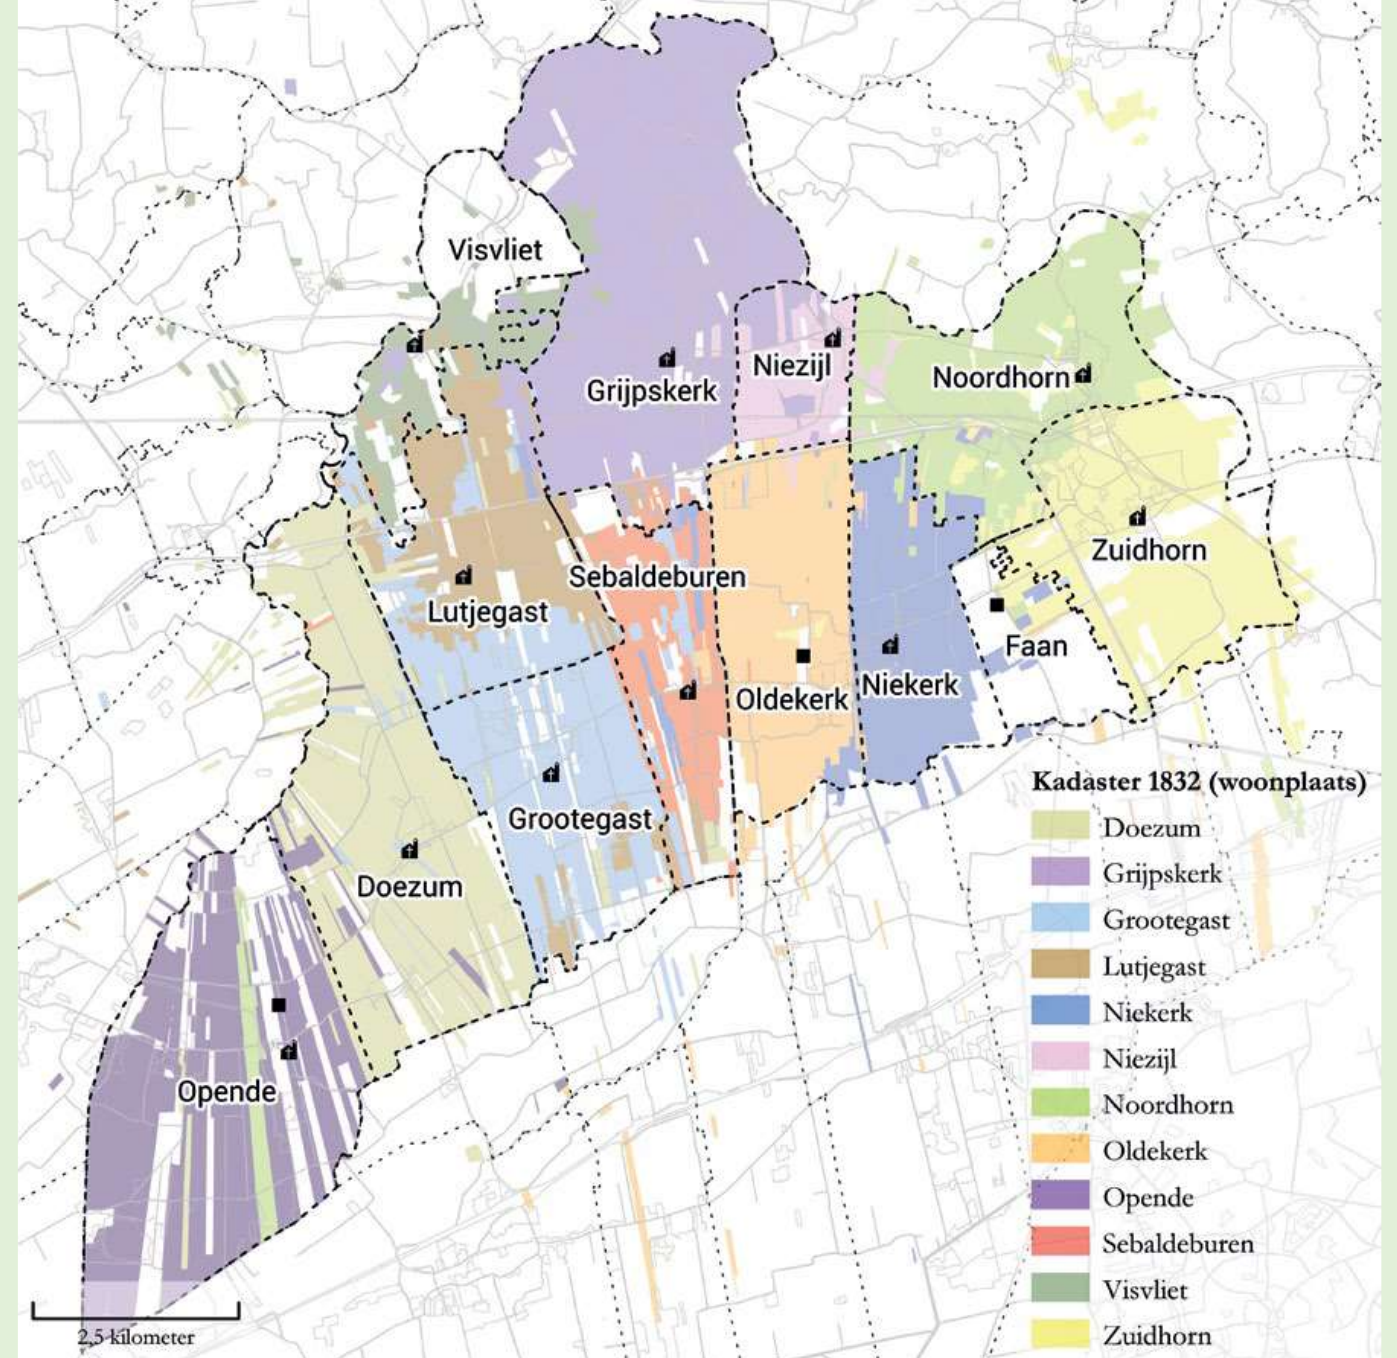 Visvliet
Grijpskerk
Niezijl
Noordhorn
Zuidhorn
Sebaldeburen
Lutjegast
Faan
Niekerk
Oldekerk
Grootegast
Doezum
Opende
Kadaster 1832 (woonplaats)
Doezum
Grijpskerk
Grootegast
Lutjegast
Niekerk
Niezijl
Noordhorn
Oldekerk
Opende
Sebaldeburen
Visvliet
Zuidhorn
2,5 kilometer